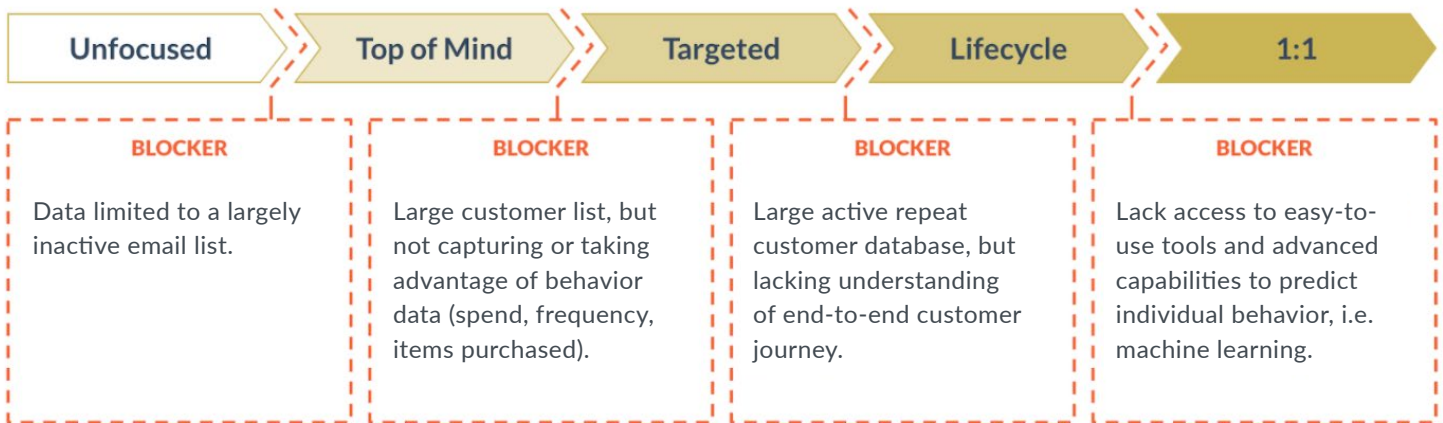 Unfocused
Top of Mind
Targeted
Lifecycle
1:1
BLOCKER
Data limited to a largely
inactive email list.
BLOCKER
Large customer list, but
not capturing or taking
advantage of behavior
data (spend, frequency,
items purchased).
BLOCKER
Large active repeat
customer database, but
lacking understanding
of end-to-end customer
journey.
BLOCKER
Lack access to easy-to-
use tools and advanced
capabilities to predict
individual behavior, i.e.
machine learning.